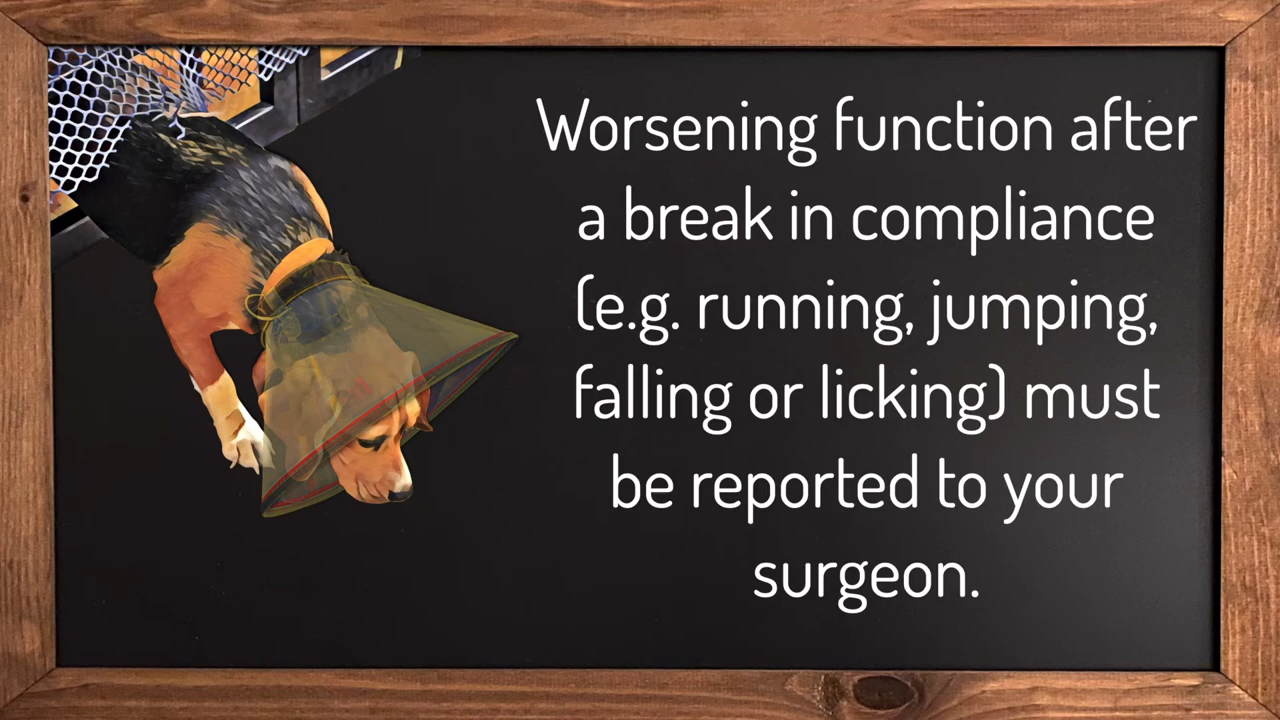 Worsening function after
a break in compliance
(e.g. running, jumping,
falling or licking) must
be reported to your
surgeon.